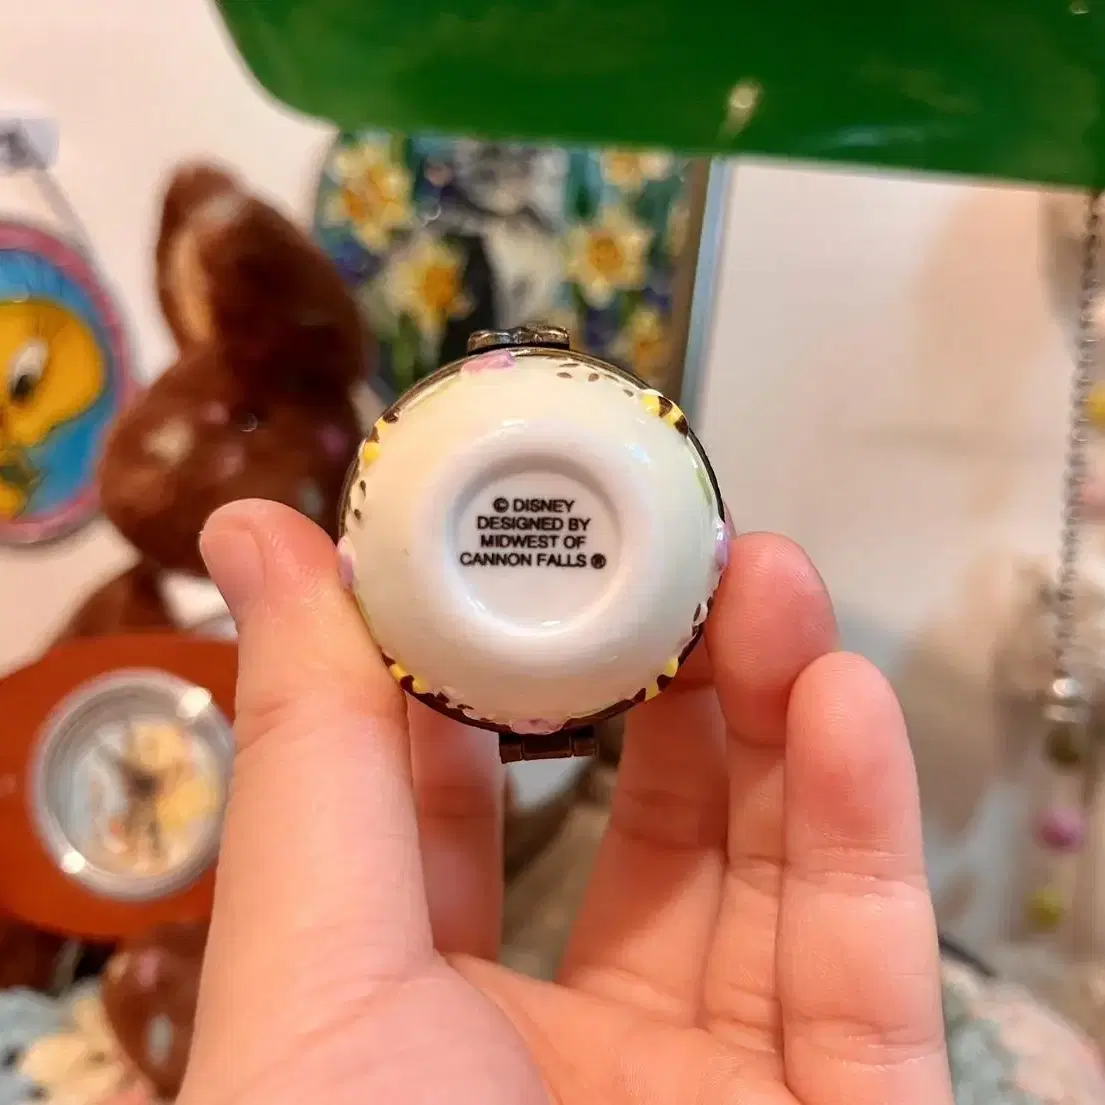 © DISNEY
DESIGNED BY
MIDWEST OF
CANNON FALLS ®